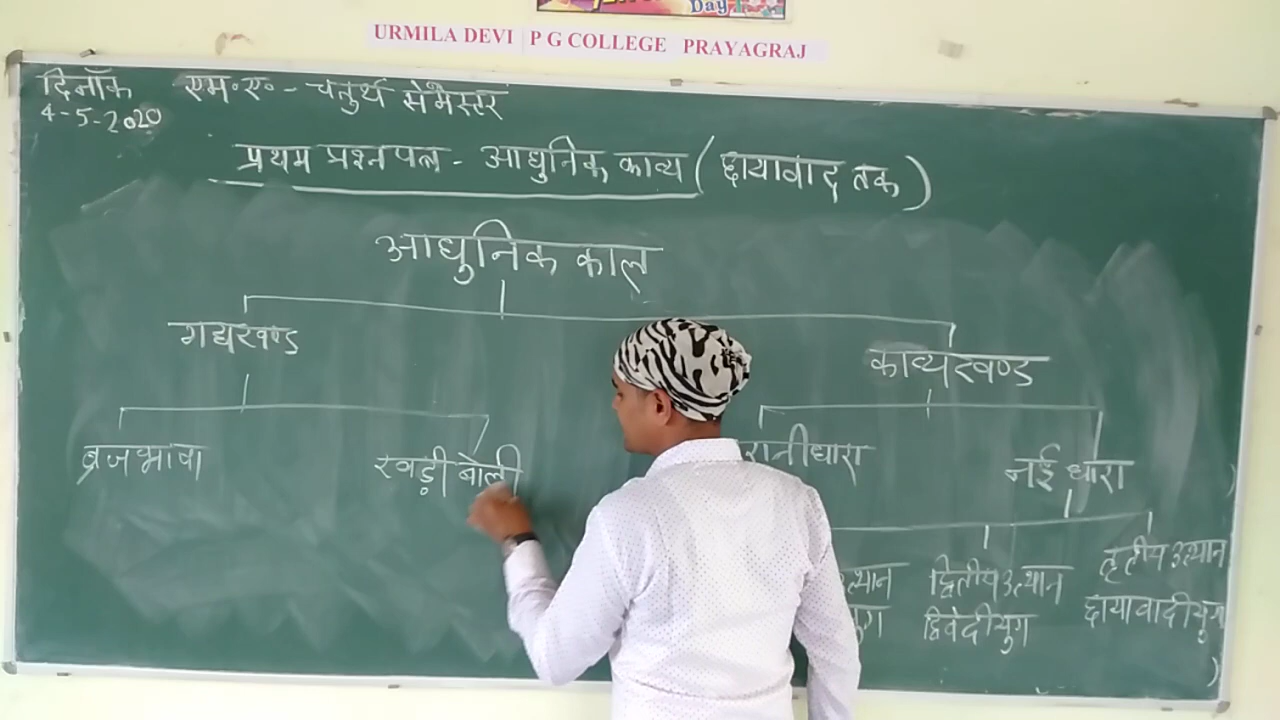 Day
URMILA DEVI P G COLLEGE PRAYAGRAJ
दिनाँक एम॰ए॰ - चतुर्थ सेमेस्टर
4-5-2020
प्रथम प्रश्नपत्र - आधुनिक काव्य (छायावाद तक)
आधुनिक काल
गद्यखण्ड
काव्यखण्ड
ब्रजभाषा खड़ी बोली रानीधारा नई धारा
त्थान द्वितीय उत्थान तृतीय उत्थान
युग द्विवेदीयुग छायावादीयुग